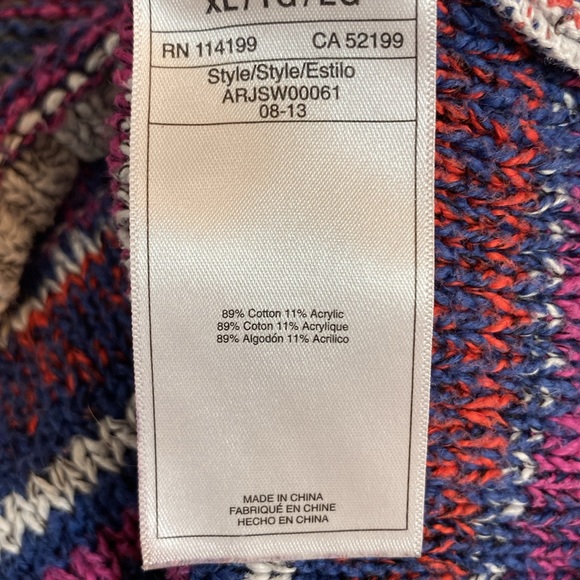 XL/TG/EG
RN 114199 CA 52199
Style/Style/Estilo
ARJSW00061
08-13
89% Cotton 11% Acrylic
89% Coton 11% Acrylique
89% Algodón 11% Acrílico
MADE IN CHINA
FABRIQUÉ EN CHINE
HECHO EN CHINA